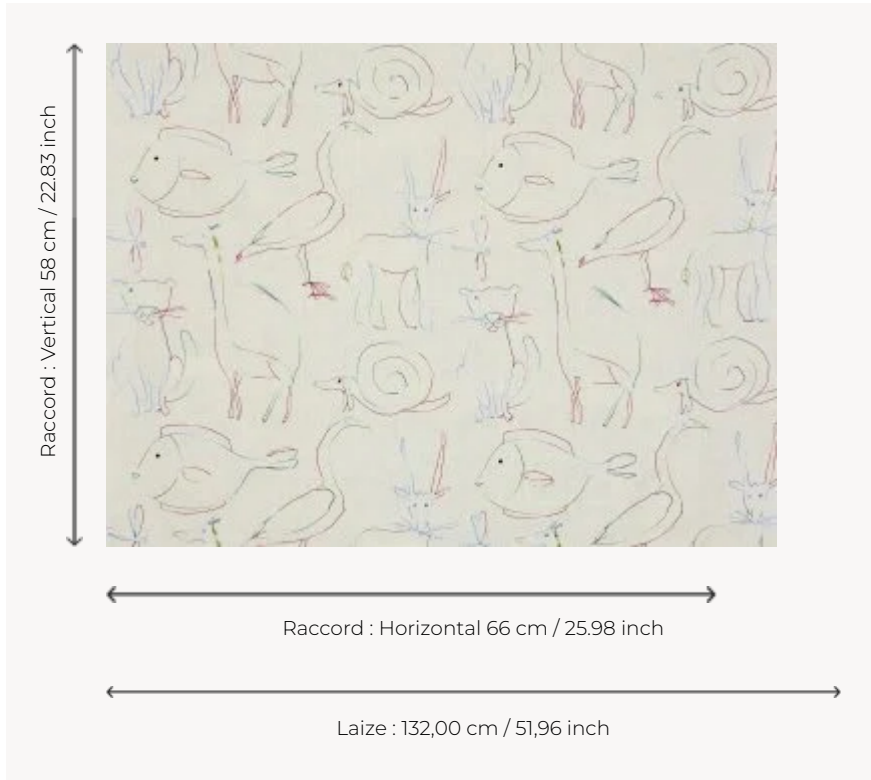 Raccord : Vertical 58 cm / 22.83 inch
Raccord : Horizontal 66 cm / 25.98 inch
Laize : 132,00 cm / 51,96 inch